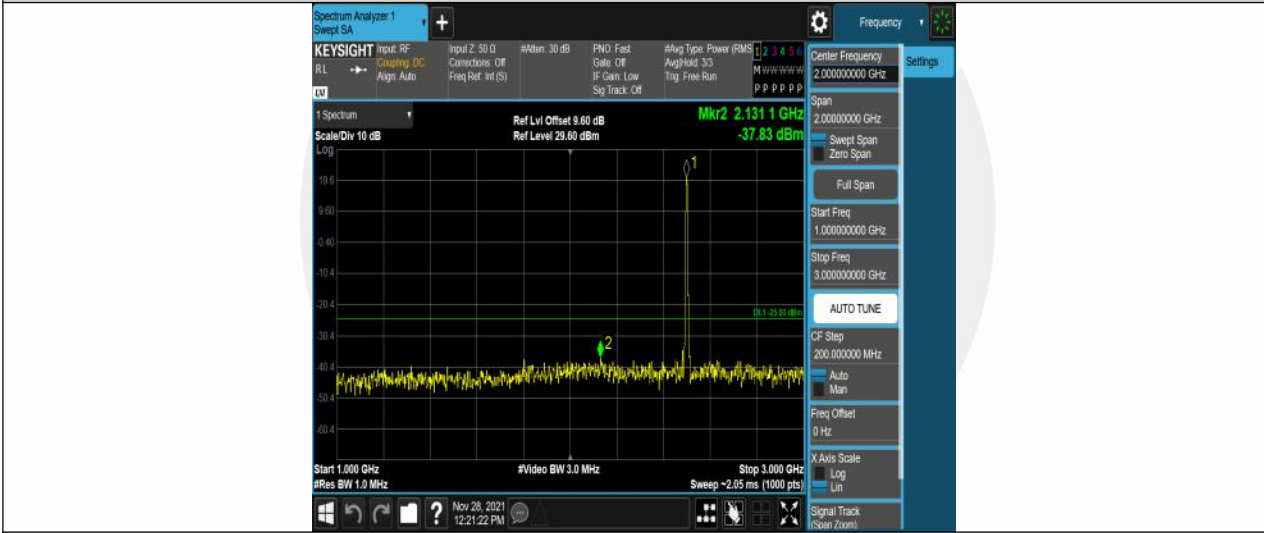 Spectrum Analyzer 1
Swept SA
+
Frequency
KEYSIGHT
RL
Input: RF
Coupling: DC
Align: Auto
Input Z: 50 Ω
Corrections: Off
Freq Ref: Int (S)
#Atten: 30 dB
PNO: Fast
Gate: Off
IF Gain: Low
Sig Track: Off
#Avg Type: Power (RMS
Avg|Hold: 3/3
Trig: Free Run
1 2 3 4 5 6
M W W W W W
P P P P P P
LV
1 Spectrum
Scale/Div 10 dB
Ref Lvl Offset 9.60 dB
Ref Level 29.60 dBm
Mkr2 2.131 1 GHz
-37.83 dBm
Log
19.6
9.60
-0.40
-10.4
-20.4
-30.4
-40.4
-50.4
-60.4
1
DL1 -25.00 dBm
2
Start 1.000 GHz
#Res BW 1.0 MHz
#Video BW 3.0 MHz
Stop 3.000 GHz
Sweep ~2.05 ms (1000 pts)
?
Nov 28, 2021
12:21:22 PM
Center Frequency
2.000000000 GHz
Settings
Span
2.00000000 GHz
Swept Span
Zero Span
Full Span
Start Freq
1.000000000 GHz
Stop Freq
3.000000000 GHz
AUTO TUNE
CF Step
200.000000 MHz
Auto
Man
Freq Offset
0 Hz
X Axis Scale
Log
Lin
Signal Track
(Span Zoom)